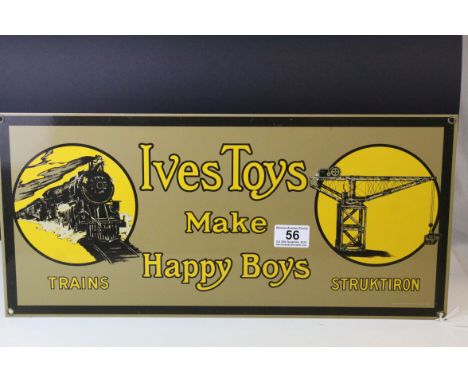 Ives Toys
Make
Happy Boys
56
TRAINS
STRUKTIRON